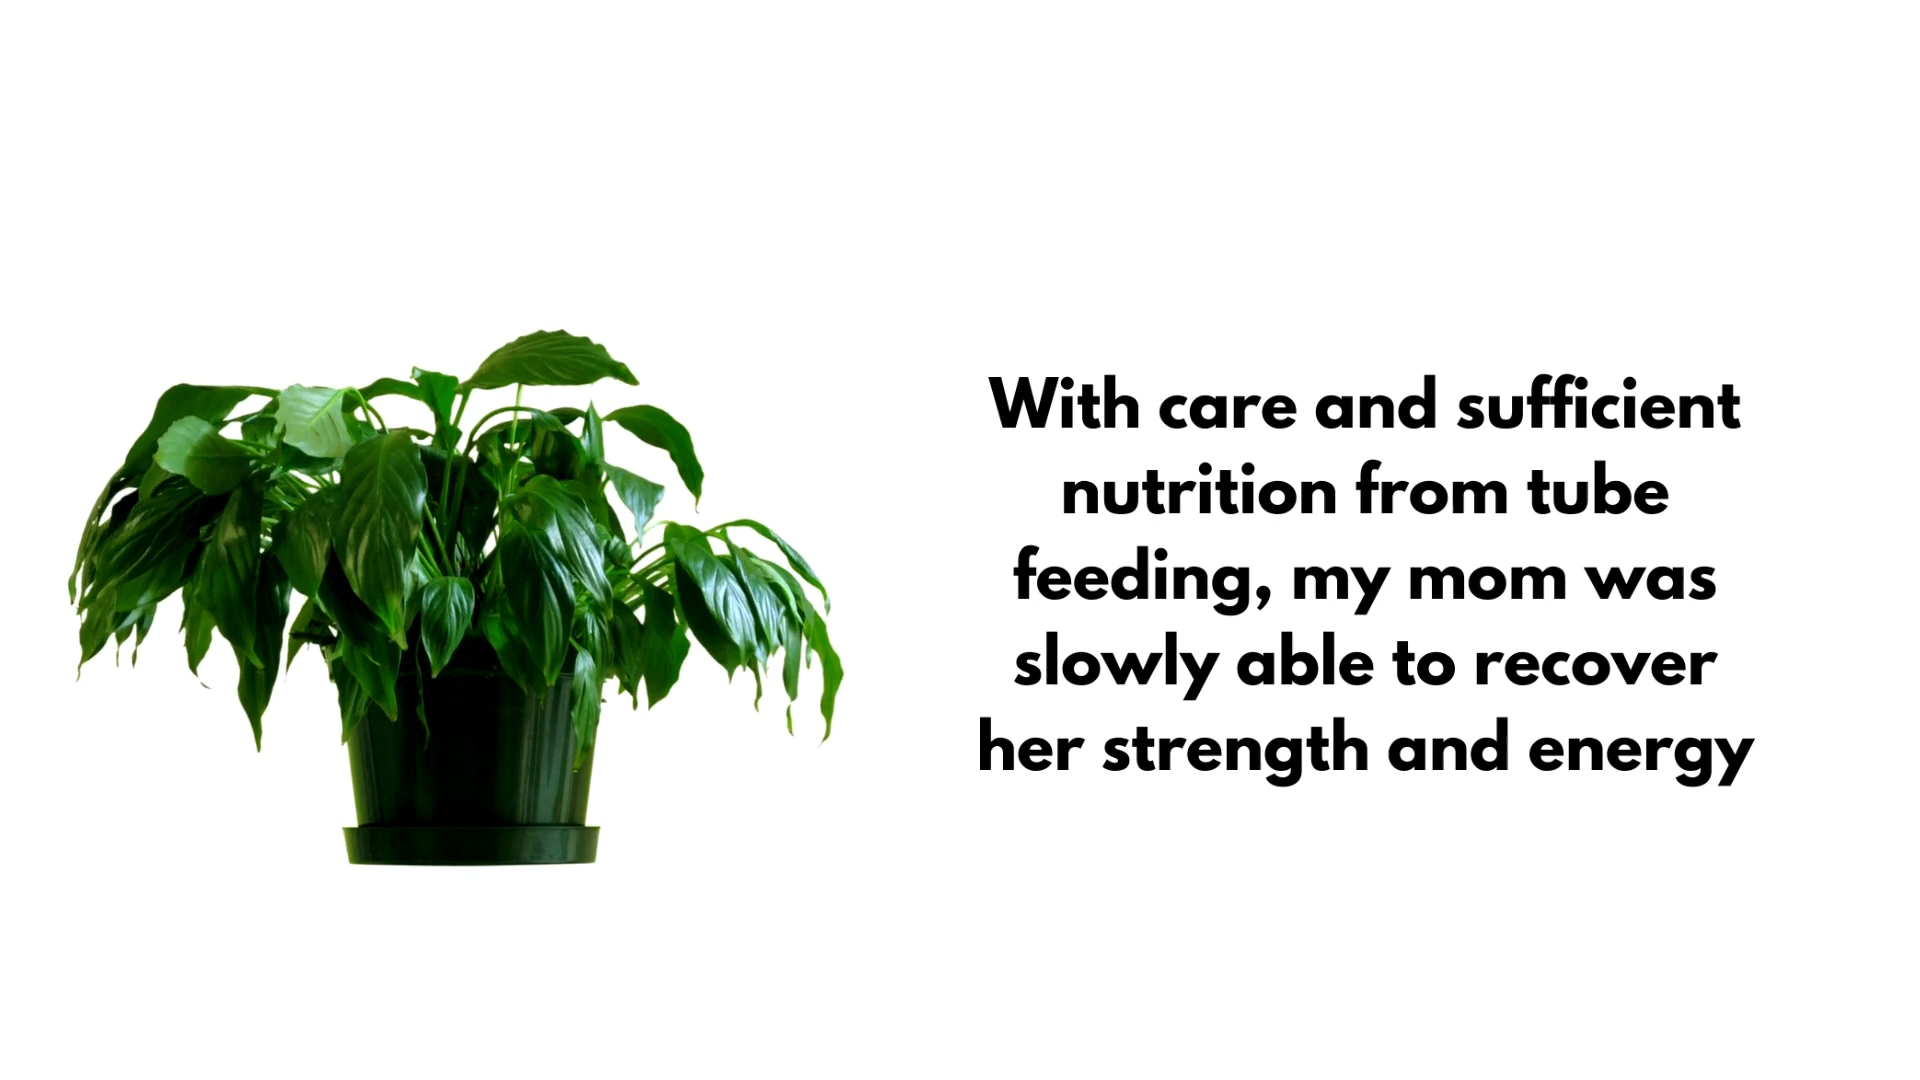 With care and sufficient
nutrition from tube
feeding, my mom was
slowly able to recover
her strength and energy